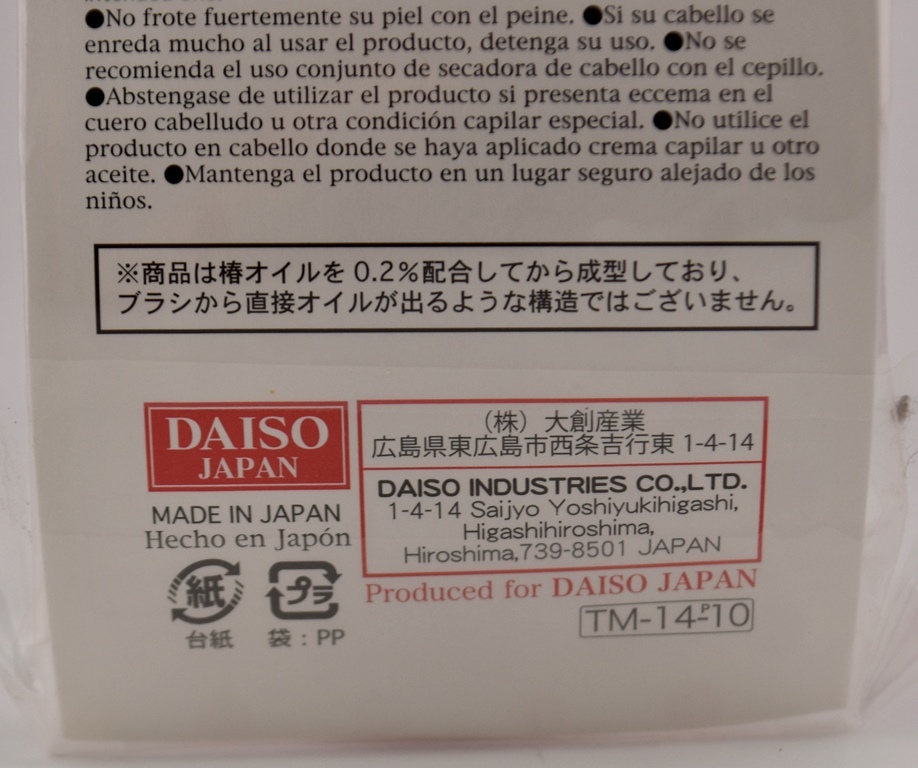 ●No frote fuertemente su piel con el peine. ●Si su cabello se
enreda mucho al usar el producto, detenga su uso. ●No se
recomienda el uso conjunto de secadora de cabello con el cepillo.
●Abstengase de utilizar el producto si presenta eccema en el
cuero cabelludo u otra condición capilar especial. ●No utilice el
producto en cabello donde se haya aplicado crema capilar u otro
aceite. ●Mantenga el producto en un lugar seguro alejado de los
niños.
※商品は椿オイルを0.2%配合してから成型しており、
ブラシから直接オイルが出るような構造ではございません。
DAISO
JAPAN
MADE IN JAPAN
Hecho en Japón
紙
プラ
台紙
袋:PP
(株)大創産業
広島県東広島市西条吉行東 1-4-14
DAISO INDUSTRIES CO.,LTD.
1-4-14 Saijyo Yoshiyukihigashi,
Higashihiroshima,
Hiroshima,739-8501 JAPAN
Produced for DAISO JAPAN
TM-14-P10